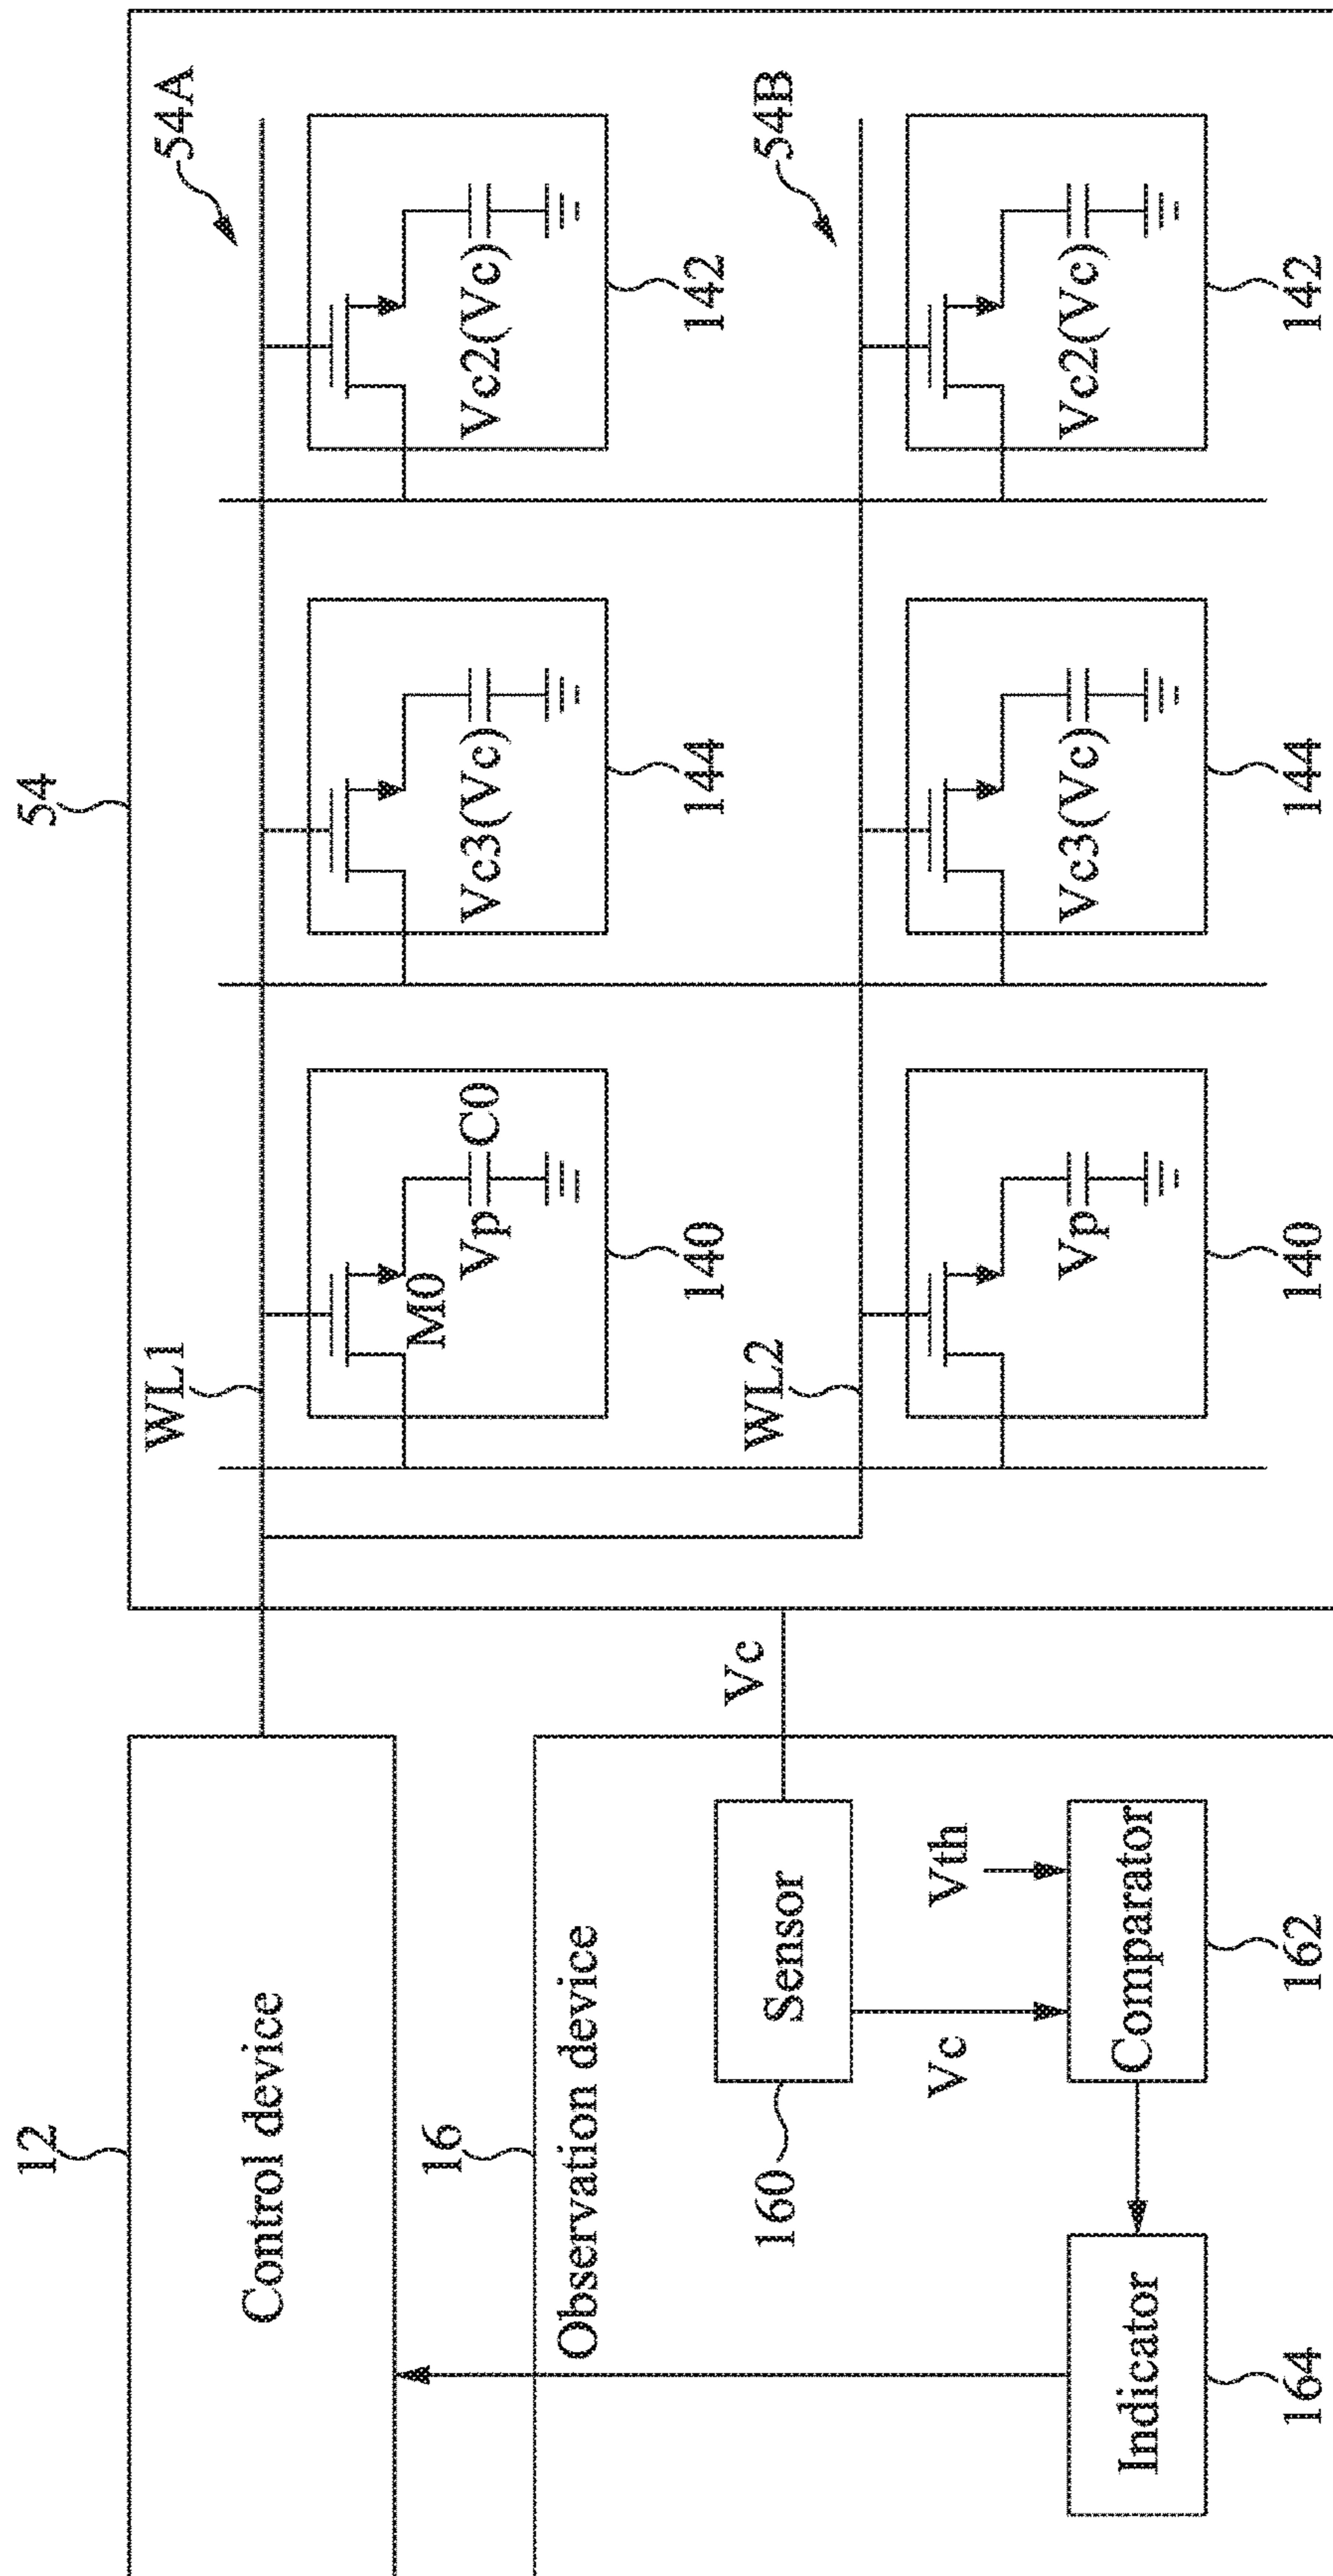 12
Control device
16
Observation device
160
Sensor
Vc
Vth
Comparator
162
Indicator
164
Vc
54
54A
WL1
M0
Vp
C0
140
Vc3(Vc)
144
Vc2(Vc)
142
54B
WL2
Vp
140
Vc3(Vc)
144
Vc2(Vc)
142